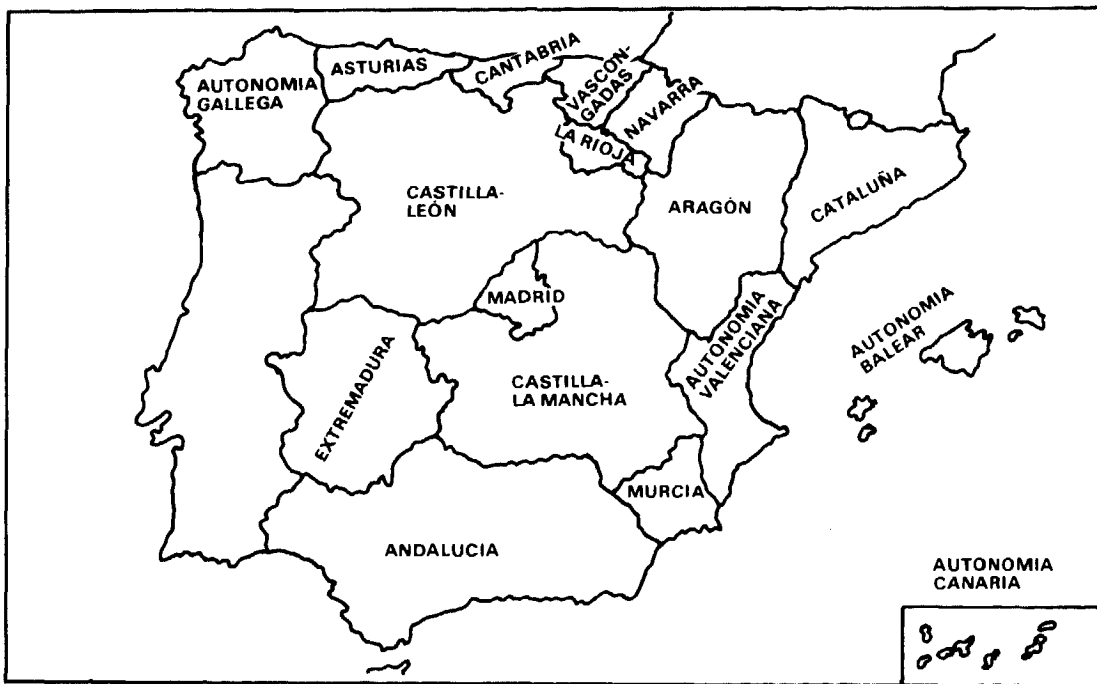 AUTONOMIA
GALLEGA
ASTURIAS
CANTABRIA
VASCON-
GADAS
NAVARRA
LA RIOJA
CASTILLA-
LEÓN
ARAGÓN
CATALUÑA
MADRID
AUTONOMIA
VALENCIANA
AUTONOMIA
BALEAR
EXTREMADURA
CASTILLA-
LA MANCHA
MURCIA
ANDALUCIA
AUTONOMIA
CANARIA